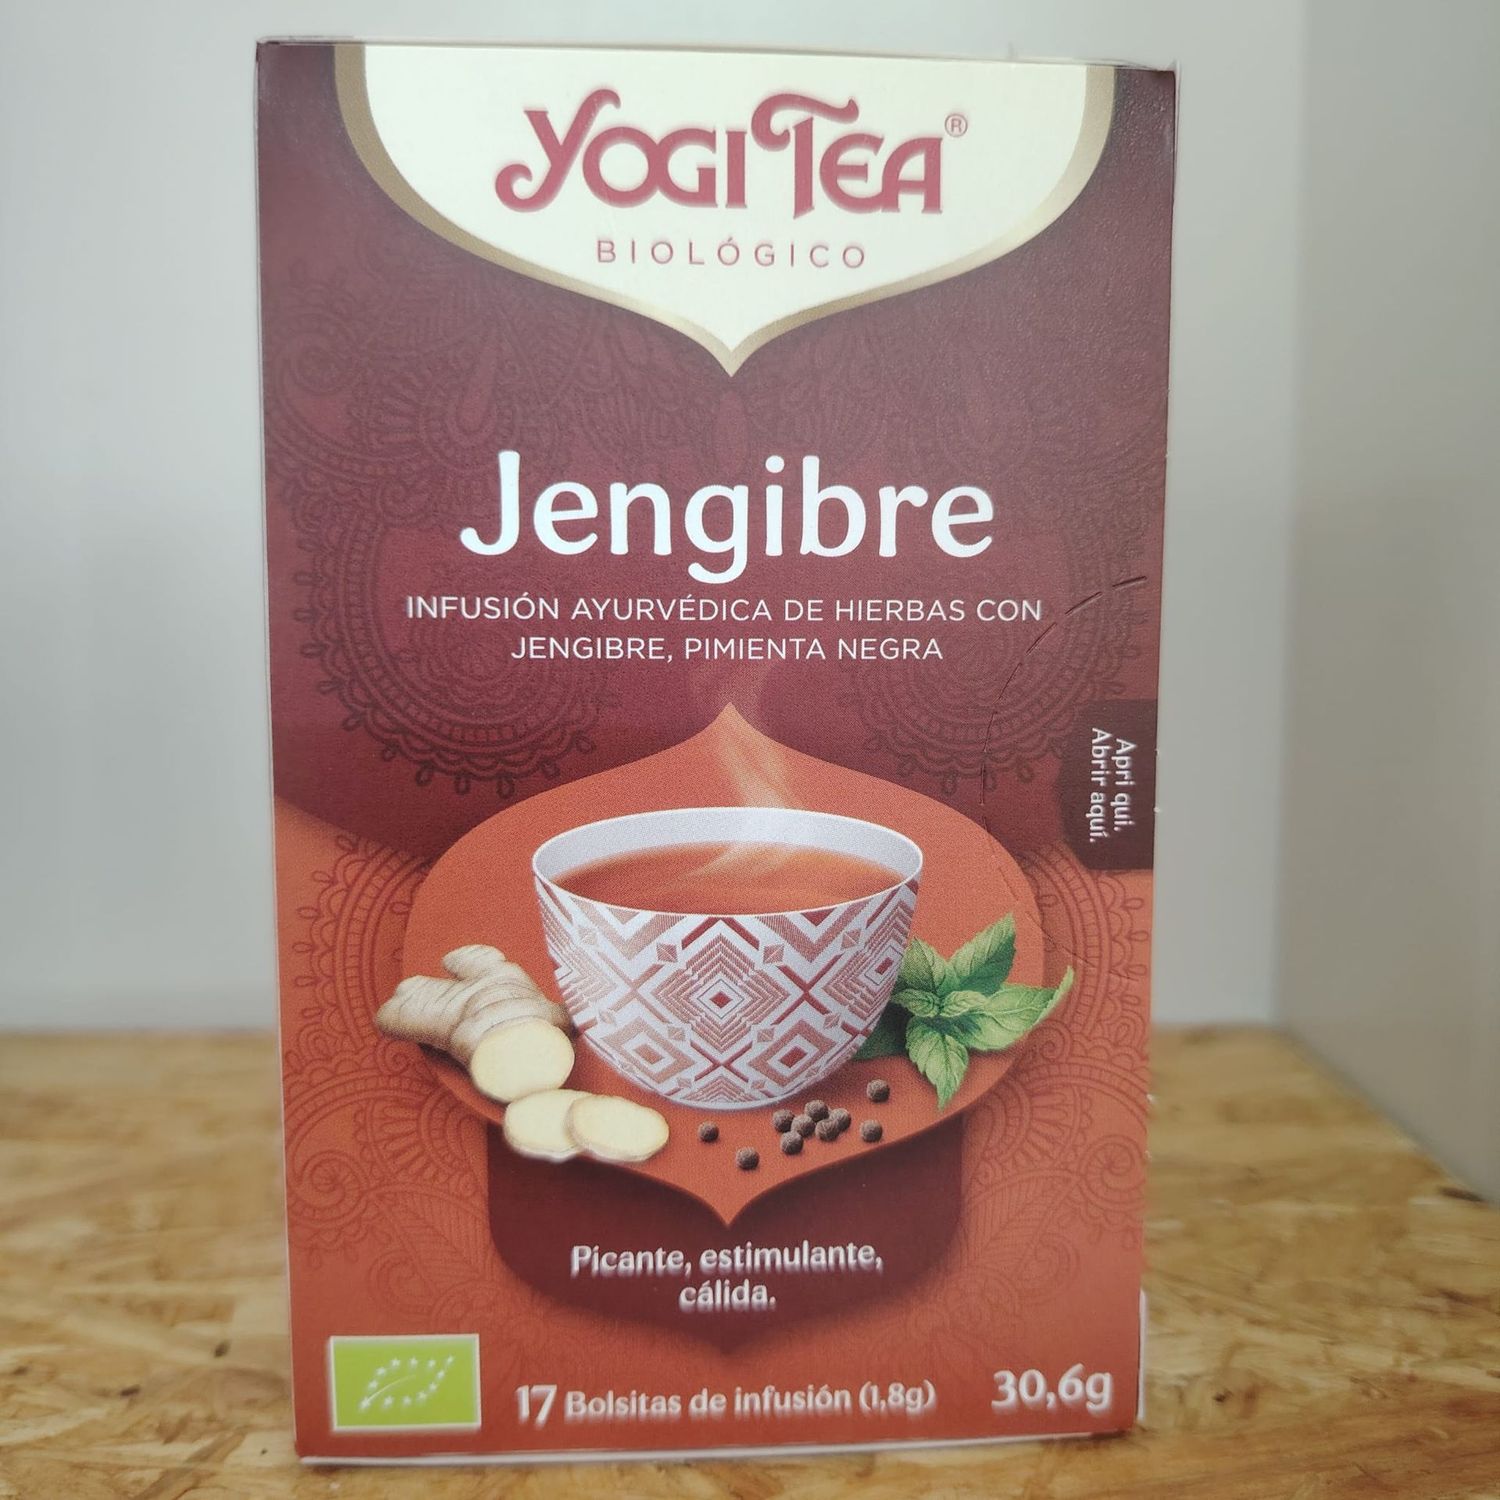 YOGI TEA®
BIOLÓGICO
Jengibre
INFUSIÓN AYURVÉDICA DE HIERBAS CON
JENGIBRE, PIMIENTA NEGRA
Apri qui.
Abrir aquí.
Picante, estimulante,
cálida.
17 Bolsitas de infusión (1,8g)
30,6g